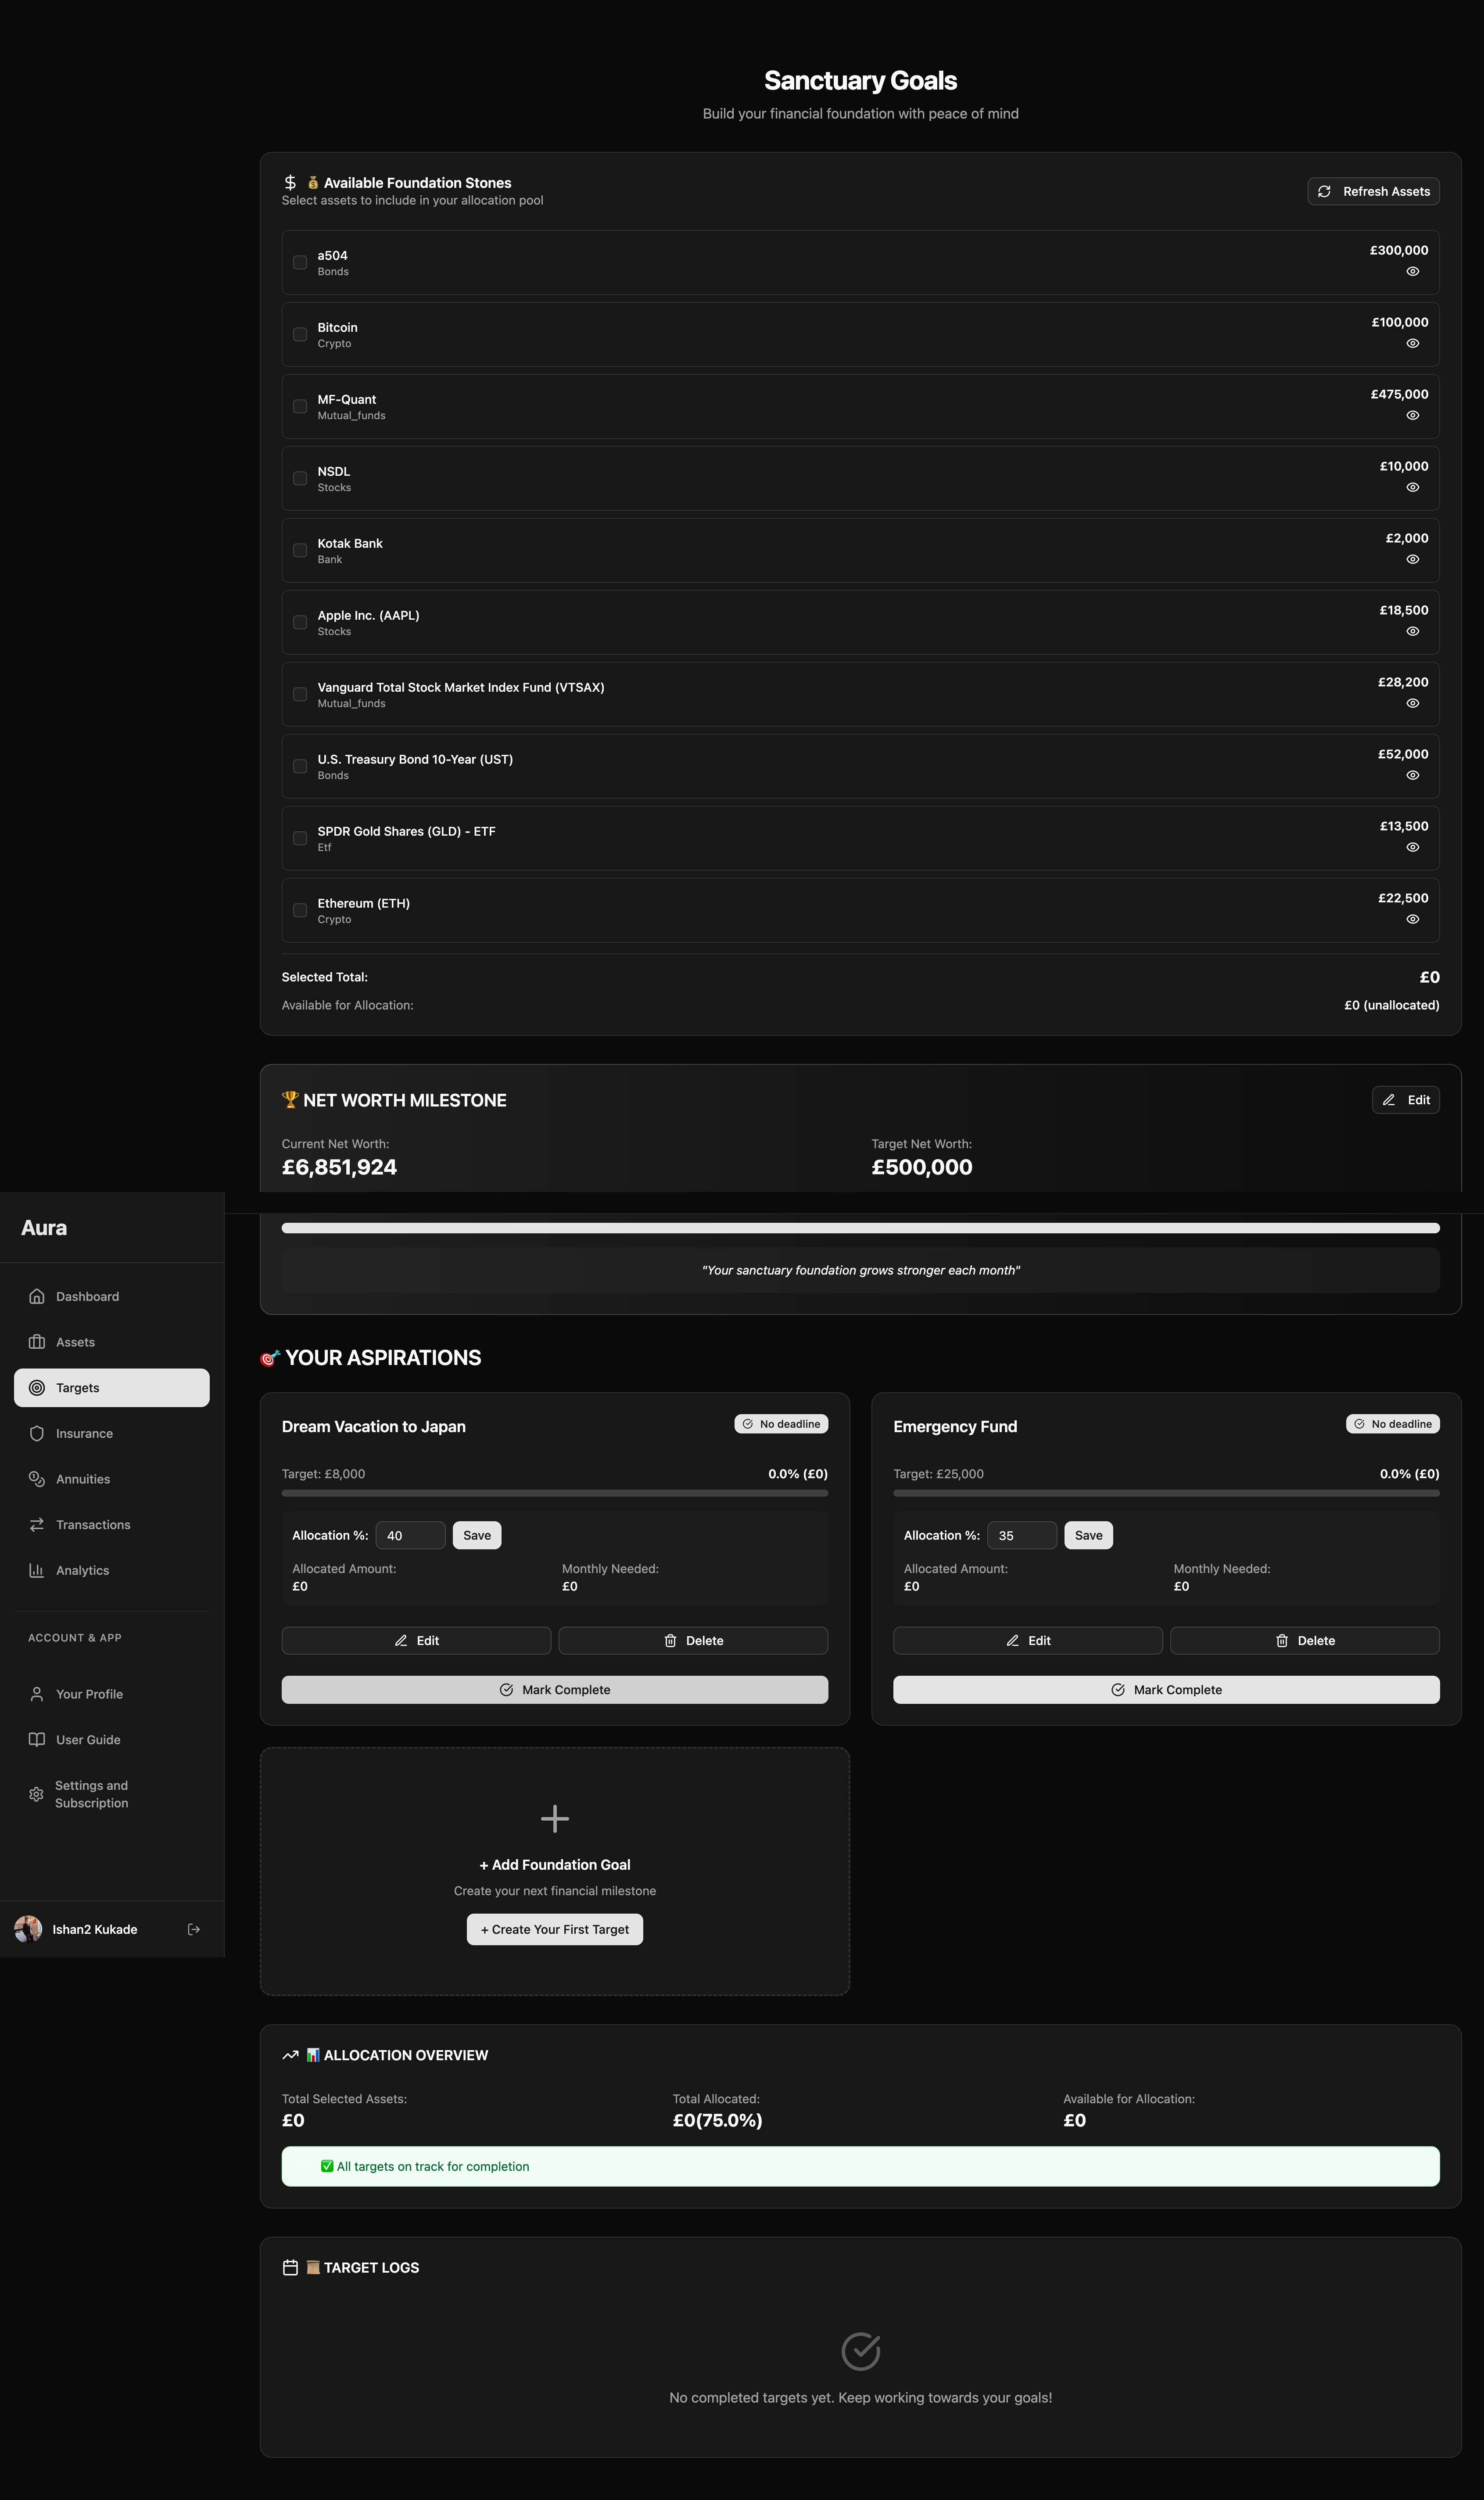 Sanctuary Goals
Build your financial foundation with peace of mind
💰 Available Foundation Stones
Select assets to include in your allocation pool
Refresh Assets
a504
Bonds
£300,000
Bitcoin
Crypto
£100,000
MF-Quant
Mutual_funds
£475,000
NSDL
Stocks
£10,000
Kotak Bank
Bank
£2,000
Apple Inc. (AAPL)
Stocks
£18,500
Vanguard Total Stock Market Index Fund (VTSAX)
Mutual_funds
£28,200
U.S. Treasury Bond 10-Year (UST)
Bonds
£52,000
SPDR Gold Shares (GLD) - ETF
Etf
£13,500
Ethereum (ETH)
Crypto
£22,500
Selected Total:
£0
Available for Allocation:
£0 (unallocated)
🏆 NET WORTH MILESTONE
Edit
Current Net Worth:
£6,851,924
Target Net Worth:
£500,000
"Your sanctuary foundation grows stronger each month"
Aura
Dashboard
Assets
Targets
Insurance
Annuities
Transactions
Analytics
ACCOUNT & APP
Your Profile
User Guide
Settings and
Subscription
Ishan2 Kukade
🎯 YOUR ASPIRATIONS
Dream Vacation to Japan
No deadline
Target: £8,000
0.0% (£0)
Allocation %:
40
Save
Allocated Amount:
£0
Monthly Needed:
£0
Edit
Delete
Mark Complete
Emergency Fund
No deadline
Target: £25,000
0.0% (£0)
Allocation %:
35
Save
Allocated Amount:
£0
Monthly Needed:
£0
Edit
Delete
Mark Complete
+ Add Foundation Goal
Create your next financial milestone
+ Create Your First Target
📊 ALLOCATION OVERVIEW
Total Selected Assets:
£0
Total Allocated:
£0(75.0%)
Available for Allocation:
£0
✅ All targets on track for completion
📜 TARGET LOGS
No completed targets yet. Keep working towards your goals!